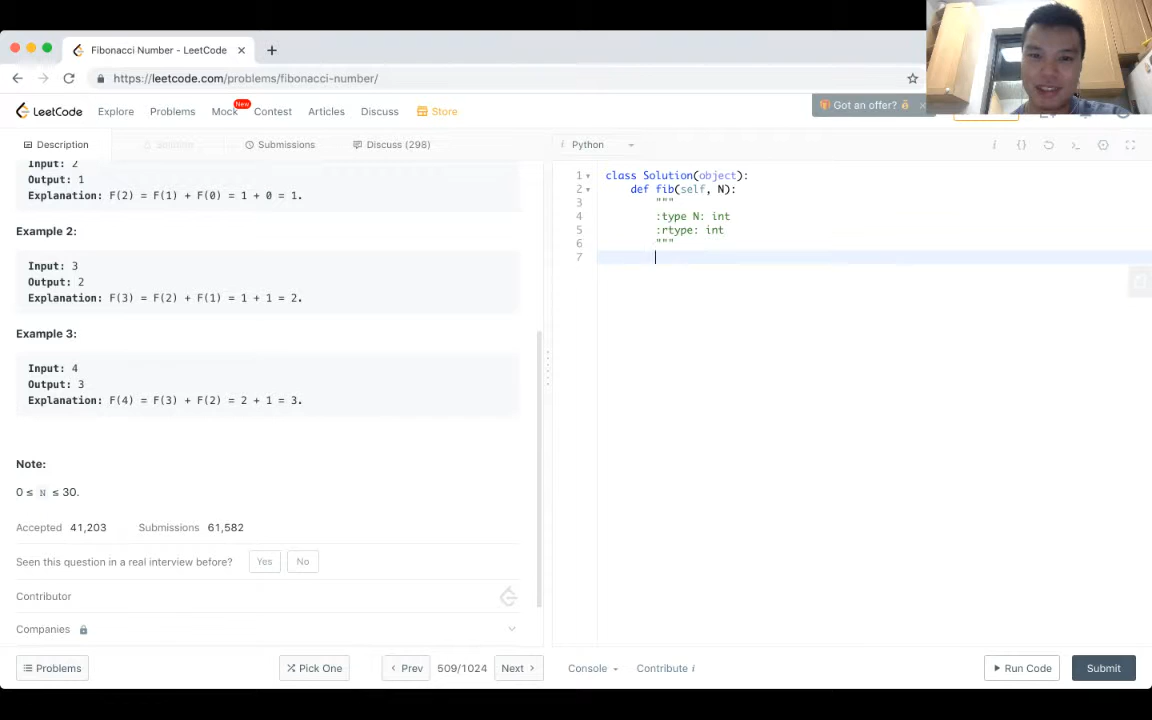 Fibonacci Number - LeetCode
https://leetcode.com/problems/fibonacci-number/
LeetCode Explore Problems Mock New Contest Articles Discuss Store
Got an offer?
Description Solution Submissions Discuss (298)
Input: 2
Output: 1
Explanation: F(2) = F(1) + F(0) = 1 + 0 = 1.
Example 2:
Input: 3
Output: 2
Explanation: F(3) = F(2) + F(1) = 1 + 1 = 2.
Example 3:
Input: 4
Output: 3
Explanation: F(4) = F(3) + F(2) = 2 + 1 = 3.
Note:
0 ≤ N ≤ 30.
Accepted 41,203 Submissions 61,582
Seen this question in a real interview before? Yes No
Contributor
Companies
Problems Pick One Prev 509/1024 Next
i Python
1 class Solution(object):
2 def fib(self, N):
3 """
4 :type N: int
5 :rtype: int
6 """
7
Console Contribute i Run Code Submit